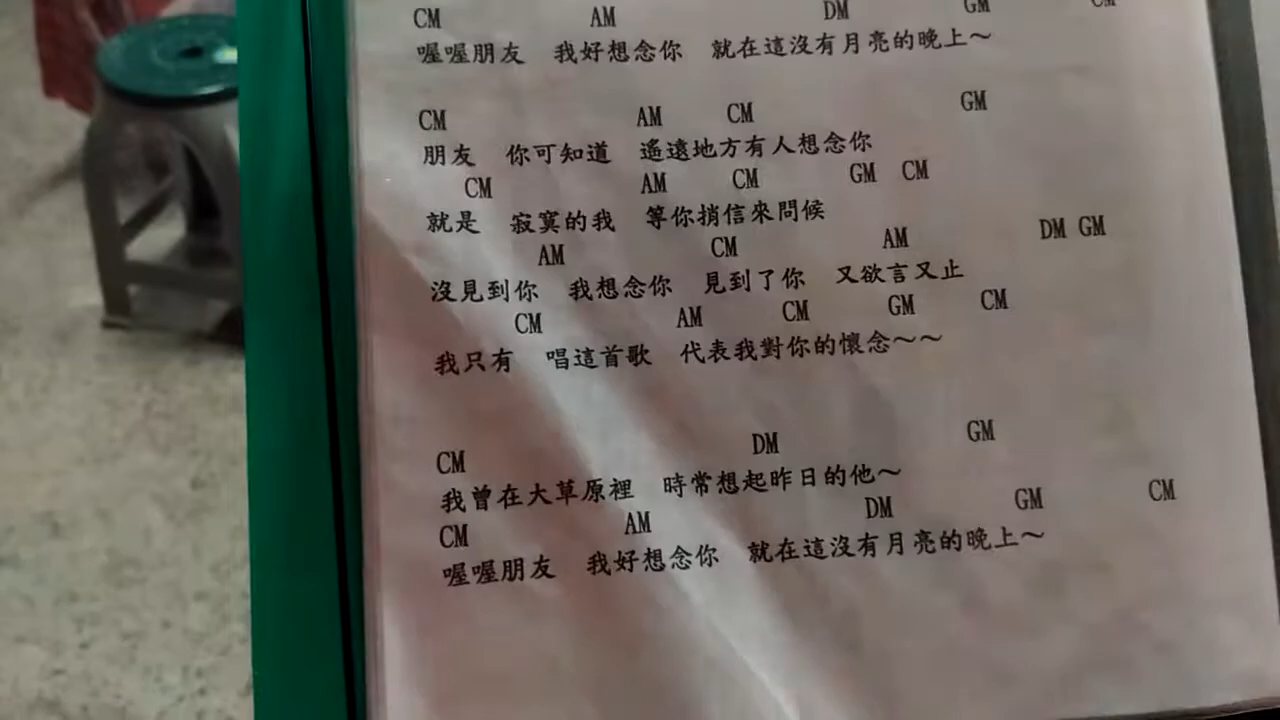 CM AM DM GM CM
喔喔朋友 我好想念你 就在這沒有月亮的晚上～
CM AM CM GM
朋友 你可知道 遙遠地方有人想念你
CM AM CM GM CM
就是 寂寞的我 等你捎信來問候
AM CM AM DM GM
沒見到你 我想念你 見到了你 又欲言又止
CM AM CM GM CM
我只有 唱這首歌 代表我對你的懷念～～
CM DM GM
我曾在大草原裡 時常想起昨日的他～
CM AM DM GM CM
喔喔朋友 我好想念你 就在這沒有月亮的晚上～